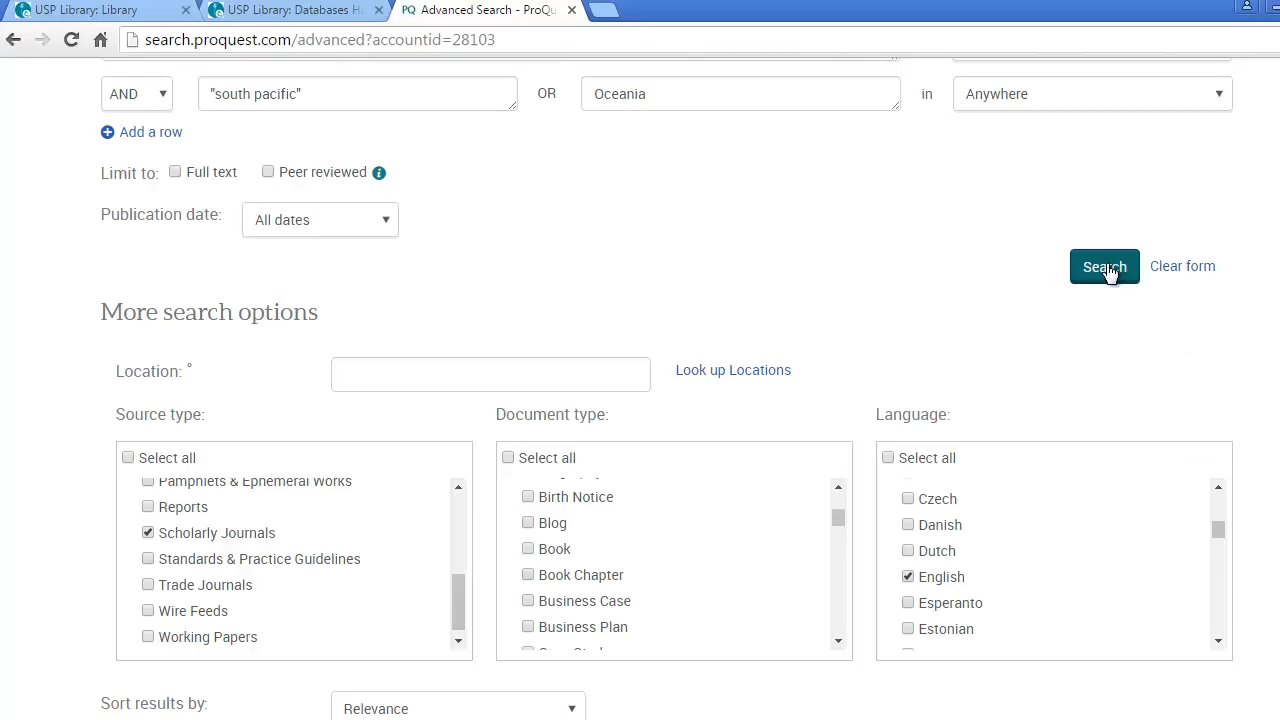 USP Library: Library
USP Library: Databases H
PQ Advanced Search - ProQu
search.proquest.com/advanced?accountid=28103
AND "south pacific" OR Oceania in Anywhere
Add a row
Limit to: Full text Peer reviewed i
Publication date: All dates
Search Clear form
More search options
Location: ° Look up Locations
Source type: Document type: Language:
Select all
Pamphlets & Ephemeral Works
Reports
Scholarly Journals
Standards & Practice Guidelines
Trade Journals
Wire Feeds
Working Papers
Select all
Birth Notice
Blog
Book
Book Chapter
Business Case
Business Plan
Select all
Czech
Danish
Dutch
English
Esperanto
Estonian
Sort results by: Relevance